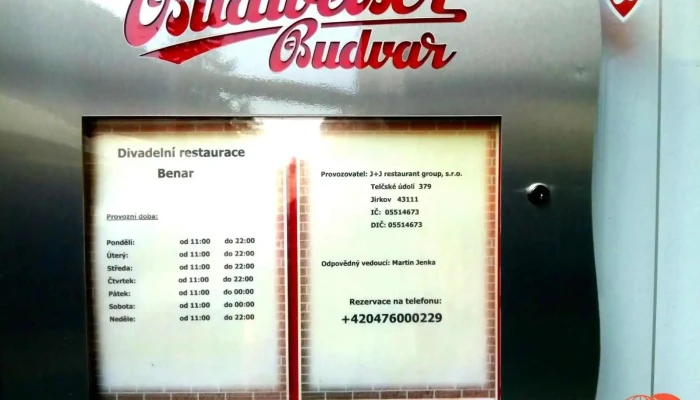 Budweiser
Budvar
Divadelní restaurace
Benar
Provozní doba:
Pondělí: od 11:00 do 22:00
Úterý: od 11:00 do 22:00
Středa: od 11:00 do 22:00
Čtvrtek: od 11:00 do 22:00
Pátek: od 11:00 do 00:00
Sobota: od 11:00 do 00:00
Neděle: od 11:00 do 22:00
Provozovatel: J+J restaurant group, s.r.o.
Telčské údolí 379
Jirkov 43111
IČ: 05514673
DIČ: 05514673
Odpovědný vedoucí: Martin Jenka
Rezervace na telefonu:
+420476000229